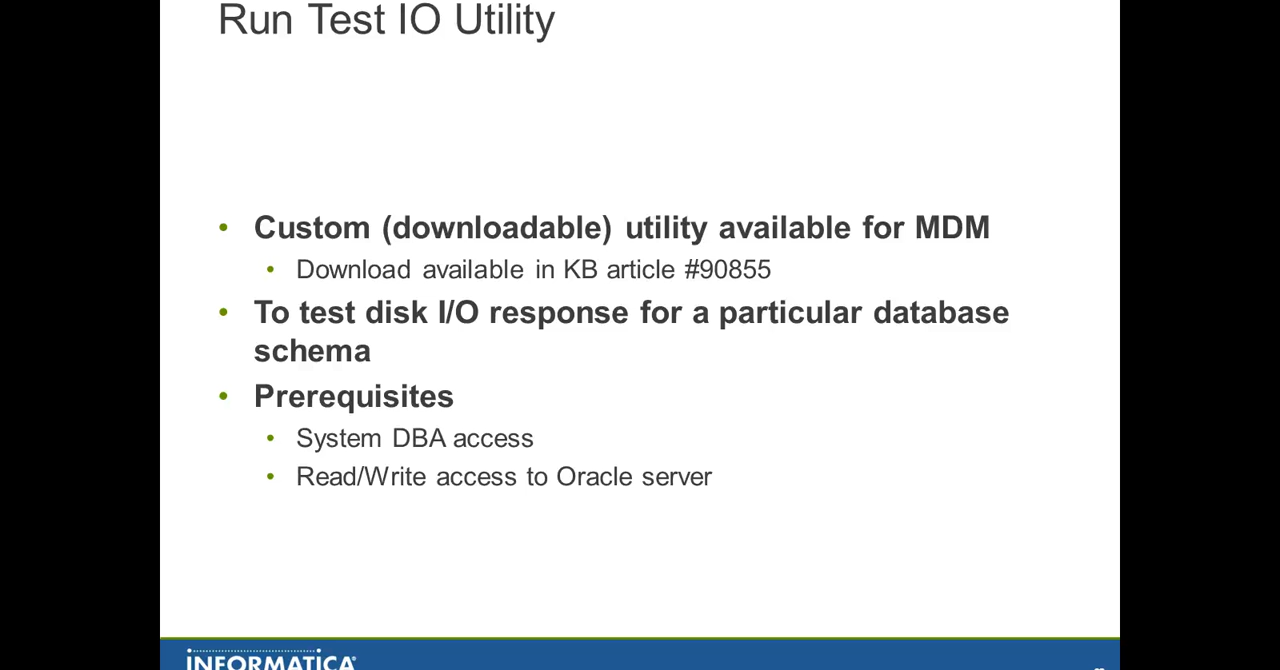 Run Test IO Utility
• Custom (downloadable) utility available for MDM
• Download available in KB article #90855
• To test disk I/O response for a particular database
schema
• Prerequisites
• System DBA access
• Read/Write access to Oracle server
INFORMATICA®